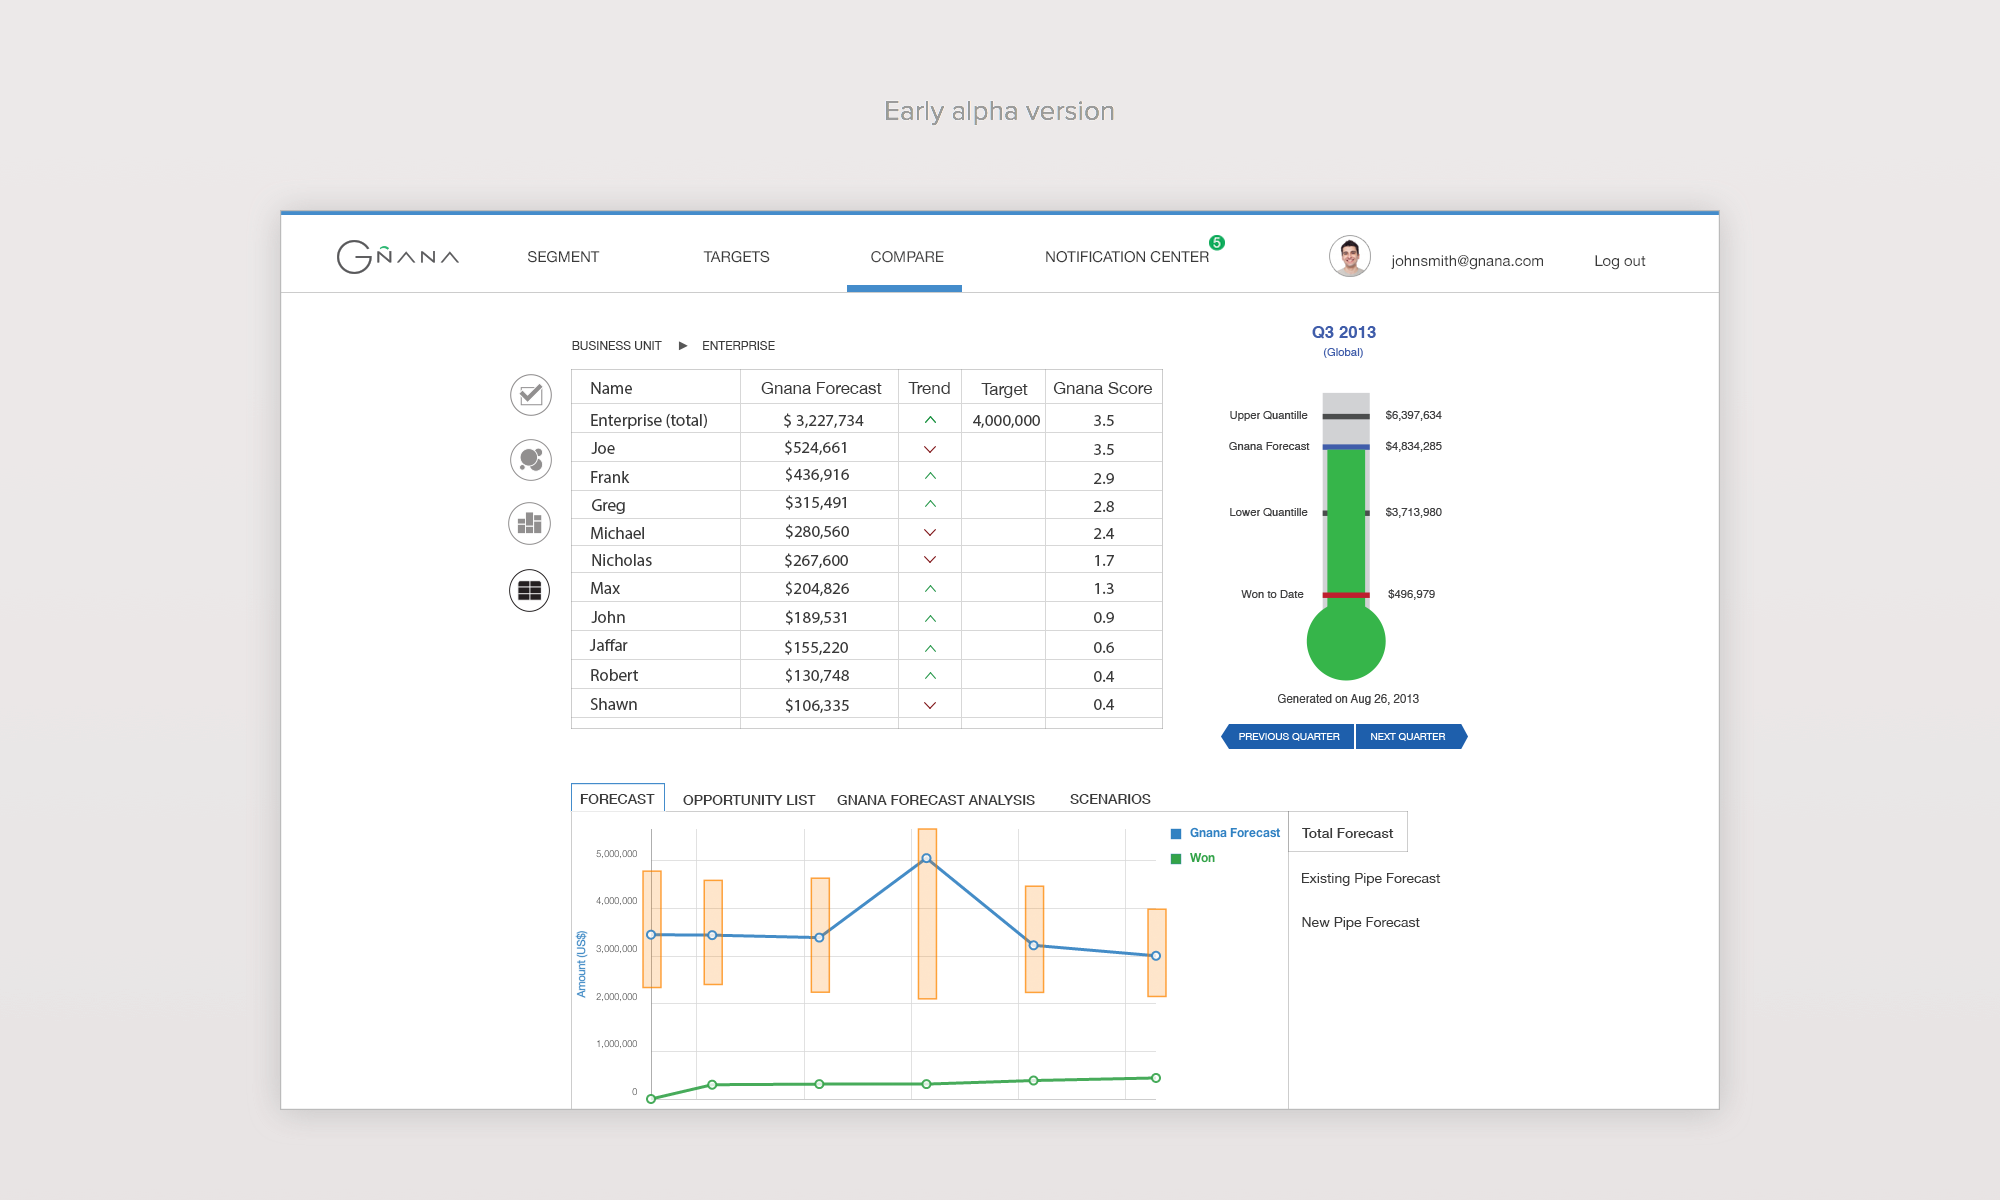 Early alpha version
GÑANA
SEGMENT TARGETS COMPARE NOTIFICATION CENTER 5 johnsmith@gnana.com Log out
BUSINESS UNIT ▶ ENTERPRISE
Name Gnana Forecast Trend Target Gnana Score
Enterprise (total) $ 3,227,734 4,000,000 3.5
Joe $524,661 3.5
Frank $436,916 2.9
Greg $315,491 2.8
Michael $280,560 2.4
Nicholas $267,600 1.7
Max $204,826 1.3
John $189,531 0.9
Jaffar $155,220 0.6
Robert $130,748 0.4
Shawn $106,335 0.4
Q3 2013
(Global)
Upper Quantille $6,397,634
Gnana Forecast $4,834,285
Lower Quantille $3,713,980
Won to Date $496,979
Generated on Aug 26, 2013
PREVIOUS QUARTER NEXT QUARTER
FORECAST OPPORTUNITY LIST GNANA FORECAST ANALYSIS SCENARIOS
Amount (US$)
5,000,000
4,000,000
3,000,000
2,000,000
1,000,000
0
Gnana Forecast
Won
Total Forecast
Existing Pipe Forecast
New Pipe Forecast